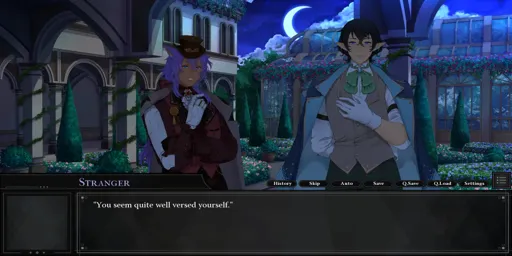 Stranger
History Skip Auto Save Q.Save Q.Load Settings
“You seem quite well versed yourself.”